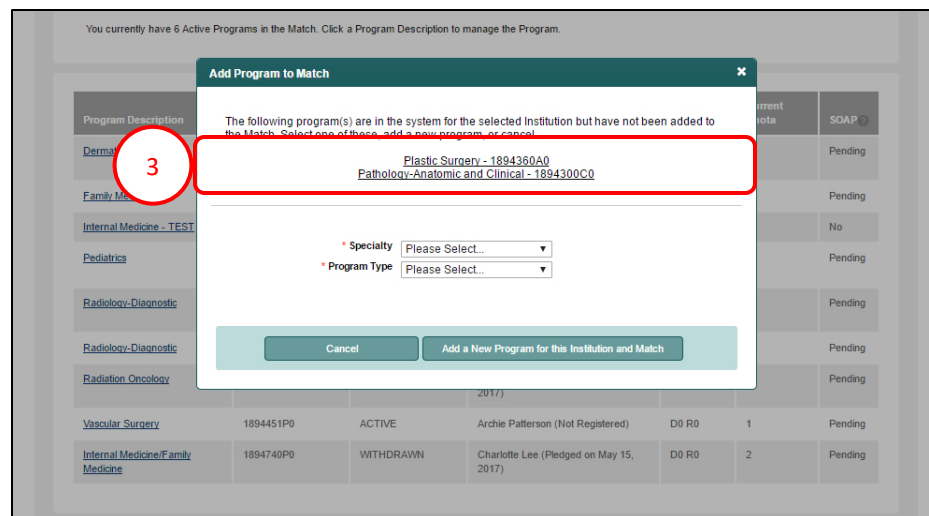 You currently have 6 Active Programs in the Match. Click a Program Description to manage the Program.
Add Program to Match
The following program(s) are in the system for the selected Institution but have not been added to
the Match. Select one of these, add a new program, or cancel.
Plastic Surgery - 1894360A0
Pathology-Anatomic and Clinical - 1894300C0
3
* Specialty Please Select...
* Program Type Please Select...
Cancel Add a New Program for this Institution and Match
Program Description SOAP
Pending
Pending
Internal Medicine - TEST No
Pediatrics Pending
Radiology-Diagnostic Pending
Radiology-Diagnostic Pending
Radiation Oncology Pending
2017)
Vascular Surgery 1894451P0 ACTIVE Archie Patterson (Not Registered) D0 R0 1 Pending
Internal Medicine/Family 1894740P0 WITHDRAWN Charlotte Lee (Pledged on May 15, D0 R0 2 Pending
Medicine 2017)